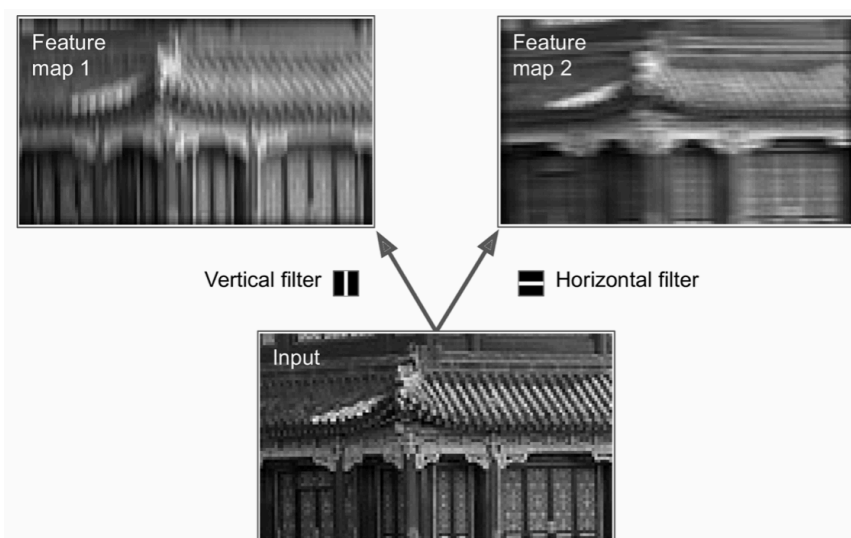 Feature
map 1
Feature
map 2
Vertical filter
Horizontal filter
Input